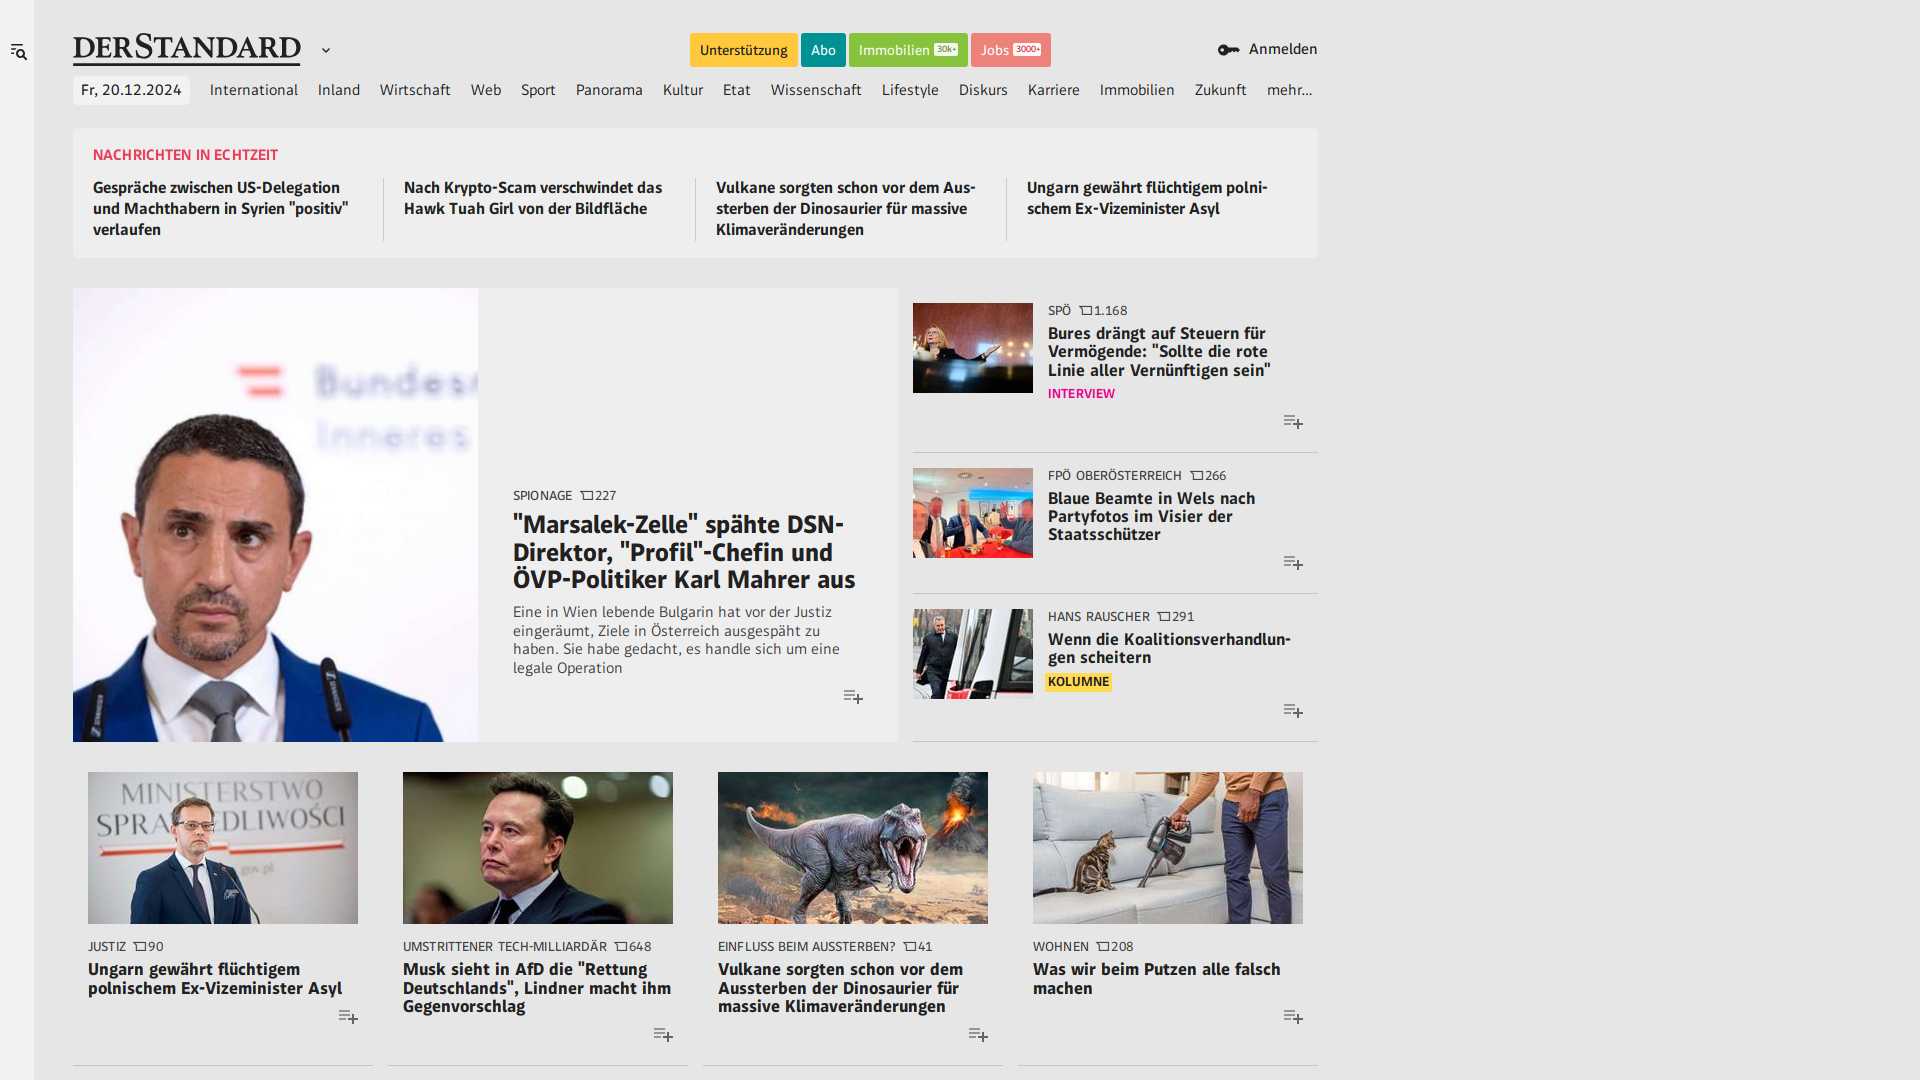 DERSTANDARD
Unterstützung
Abo
Immobilien 30k+
Jobs 3000+
Anmelden
Fr, 20.12.2024
International
Inland
Wirtschaft
Web
Sport
Panorama
Kultur
Etat
Wissenschaft
Lifestyle
Diskurs
Karriere
Immobilien
Zukunft
mehr...
NACHRICHTEN IN ECHTZEIT
Gespräche zwischen US-Delegation
und Machthabern in Syrien "positiv"
verlaufen
Nach Krypto-Scam verschwindet das
Hawk Tuah Girl von der Bildfläche
Vulkane sorgten schon vor dem Aus-
sterben der Dinosaurier für massive
Klimaveränderungen
Ungarn gewährt flüchtigem polni-
schem Ex-Vizeminister Asyl
Bundes
Inneres
SPIONAGE 227
"Marsalek-Zelle" spähte DSN-
Direktor, "Profil"-Chefin und
ÖVP-Politiker Karl Mahrer aus
Eine in Wien lebende Bulgarin hat vor der Justiz
eingeräumt, Ziele in Österreich ausgespäht zu
haben. Sie habe gedacht, es handle sich um eine
legale Operation
SPÖ 1.168
Bures drängt auf Steuern für
Vermögende: "Sollte die rote
Linie aller Vernünftigen sein"
INTERVIEW
FPÖ OBERÖSTERREICH 266
Blaue Beamte in Wels nach
Partyfotos im Visier der
Staatsschützer
HANS RAUSCHER 291
Wenn die Koalitionsverhandlun-
gen scheitern
KOLUMNE
MINISTERSTWO
SPRA EDLIWOŚCI
gov.pl
JUSTIZ 90
Ungarn gewährt flüchtigem
polnischem Ex-Vizeminister Asyl
UMSTRITTENER TECH-MILLIARDÄR 648
Musk sieht in AfD die "Rettung
Deutschlands", Lindner macht ihm
Gegenvorschlag
EINFLUSS BEIM AUSSTERBEN? 41
Vulkane sorgten schon vor dem
Aussterben der Dinosaurier für
massive Klimaveränderungen
WOHNEN 208
Was wir beim Putzen alle falsch
machen